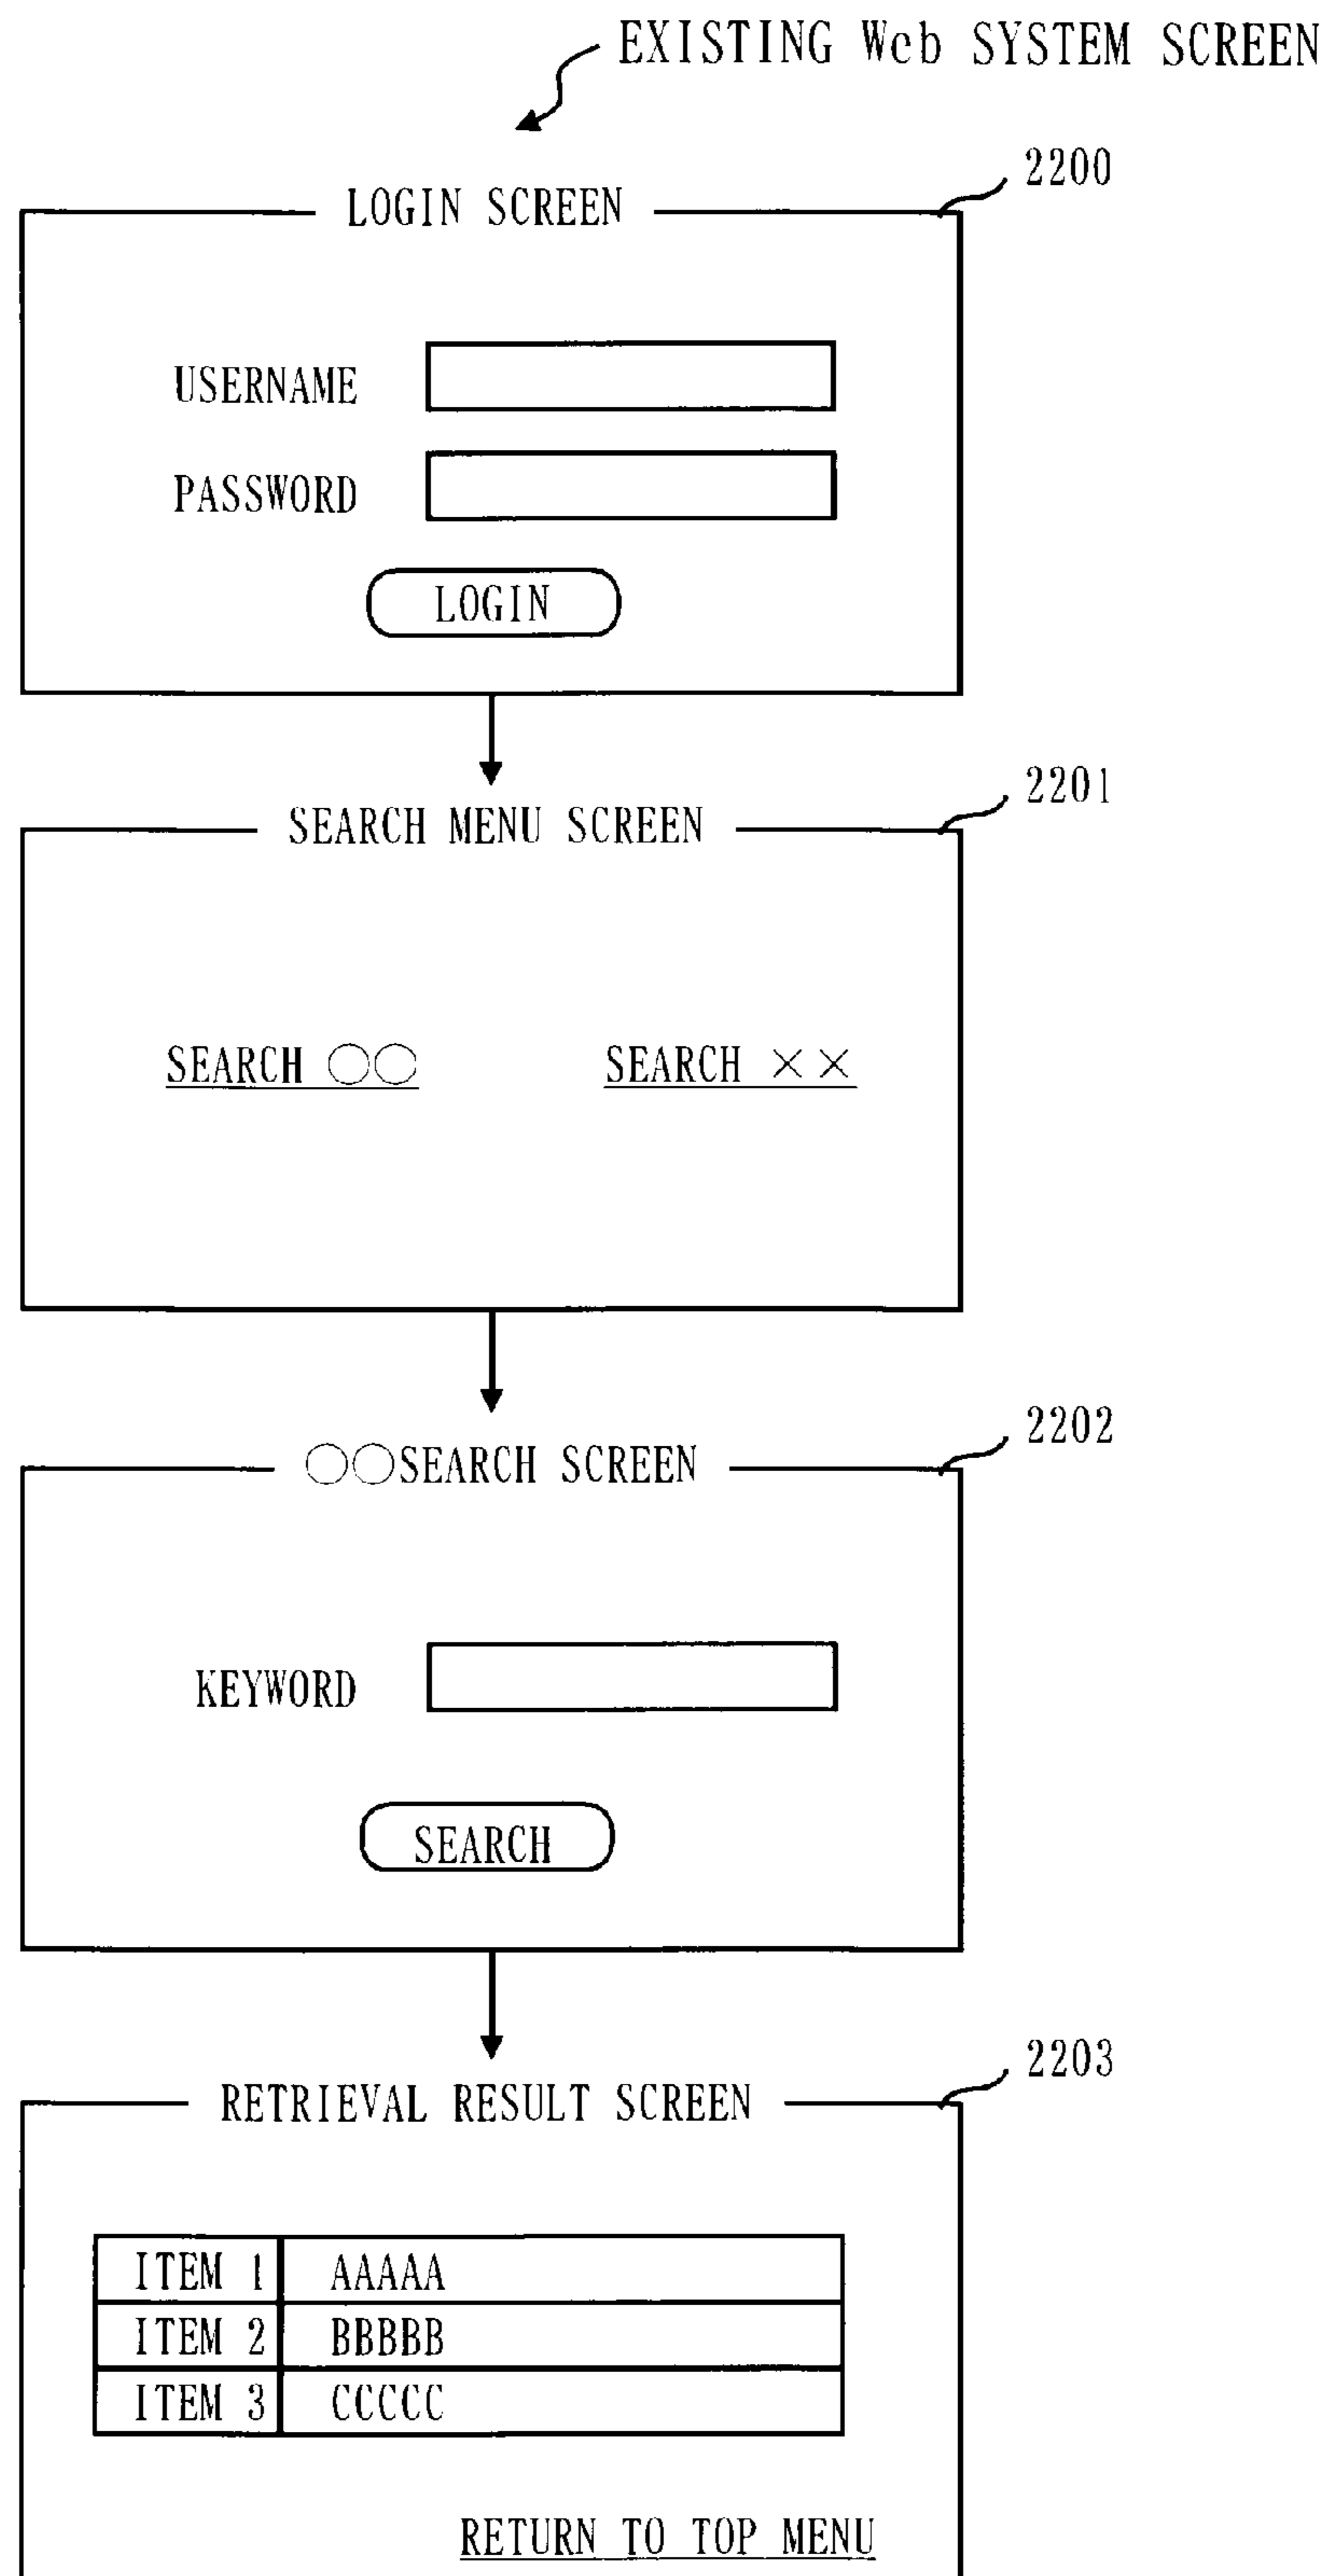 EXISTING Web SYSTEM SCREEN
2200
LOGIN SCREEN
USERNAME
PASSWORD
LOGIN
2201
SEARCH MENU SCREEN
SEARCH ○○ SEARCH ××
2202
○○SEARCH SCREEN
KEYWORD
SEARCH
2203
RETRIEVAL RESULT SCREEN
ITEM 1 AAAAA
ITEM 2 BBBBB
ITEM 3 CCCCC
RETURN TO TOP MENU